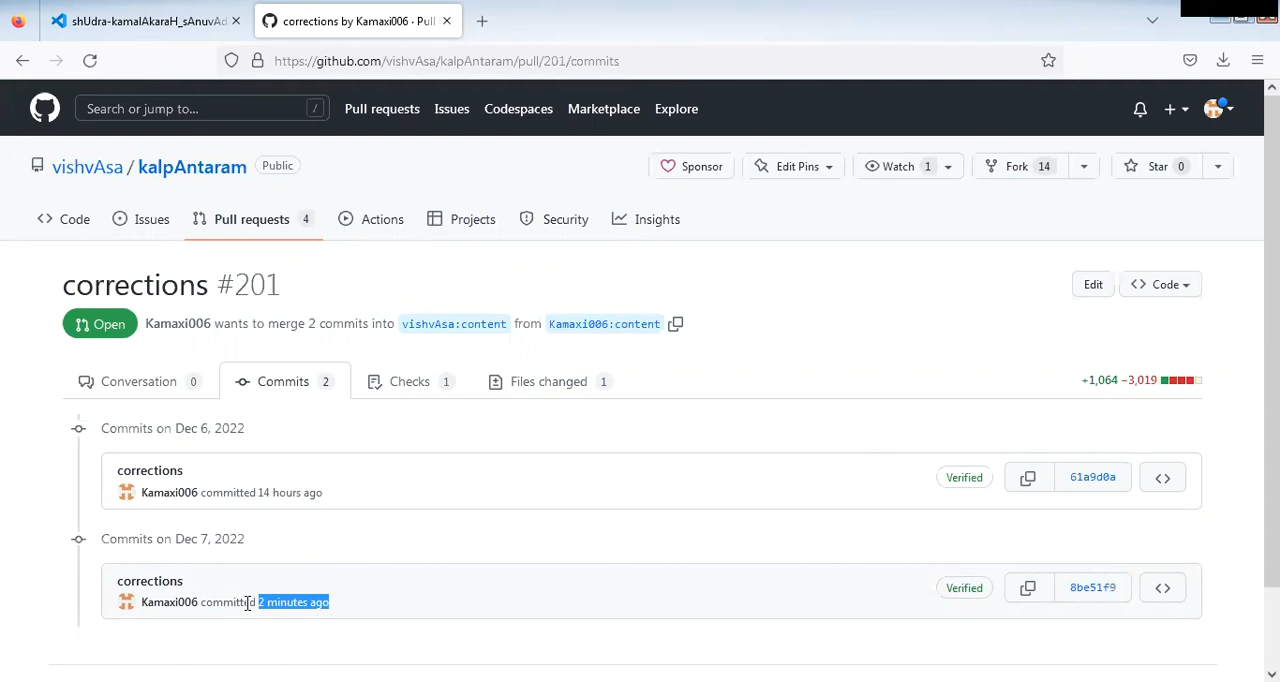 shUdra-kamalAkaraH_sAnuvAd
corrections by Kamaxi006 · Pull
https://github.com/vishvAsa/kalpAntaram/pull/201/commits
Search or jump to... /
Pull requests Issues Codespaces Marketplace Explore
vishvAsa / kalpAntaram Public
Sponsor Edit Pins Watch 1 Fork 14 Star 0
Code Issues Pull requests 4 Actions Projects Security Insights
corrections #201
Edit <> Code
Open Kamaxi006 wants to merge 2 commits into vishvAsa:content from Kamaxi006:content
Conversation 0 Commits 2 Checks 1 Files changed 1
+1,064 −3,019
Commits on Dec 6, 2022
corrections
Kamaxi006 committed 14 hours ago
Verified 61a9d0a <>
Commits on Dec 7, 2022
corrections
Kamaxi006 committed 2 minutes ago
Verified 8be51f9 <>